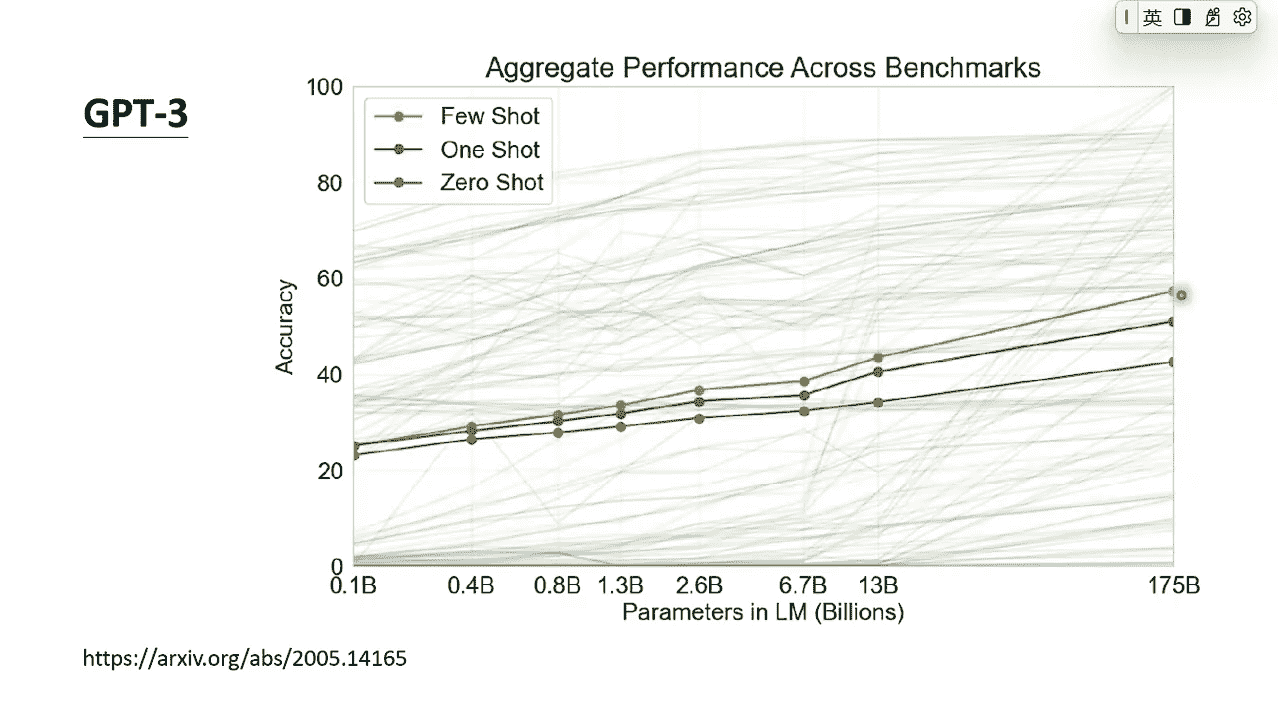 英
Aggregate Performance Across Benchmarks
GPT-3
Few Shot
One Shot
Zero Shot
100
80
60
40
20
0
Accuracy
0.1B 0.4B 0.8B 1.3B 2.6B 6.7B 13B 175B
Parameters in LM (Billions)
https://arxiv.org/abs/2005.14165